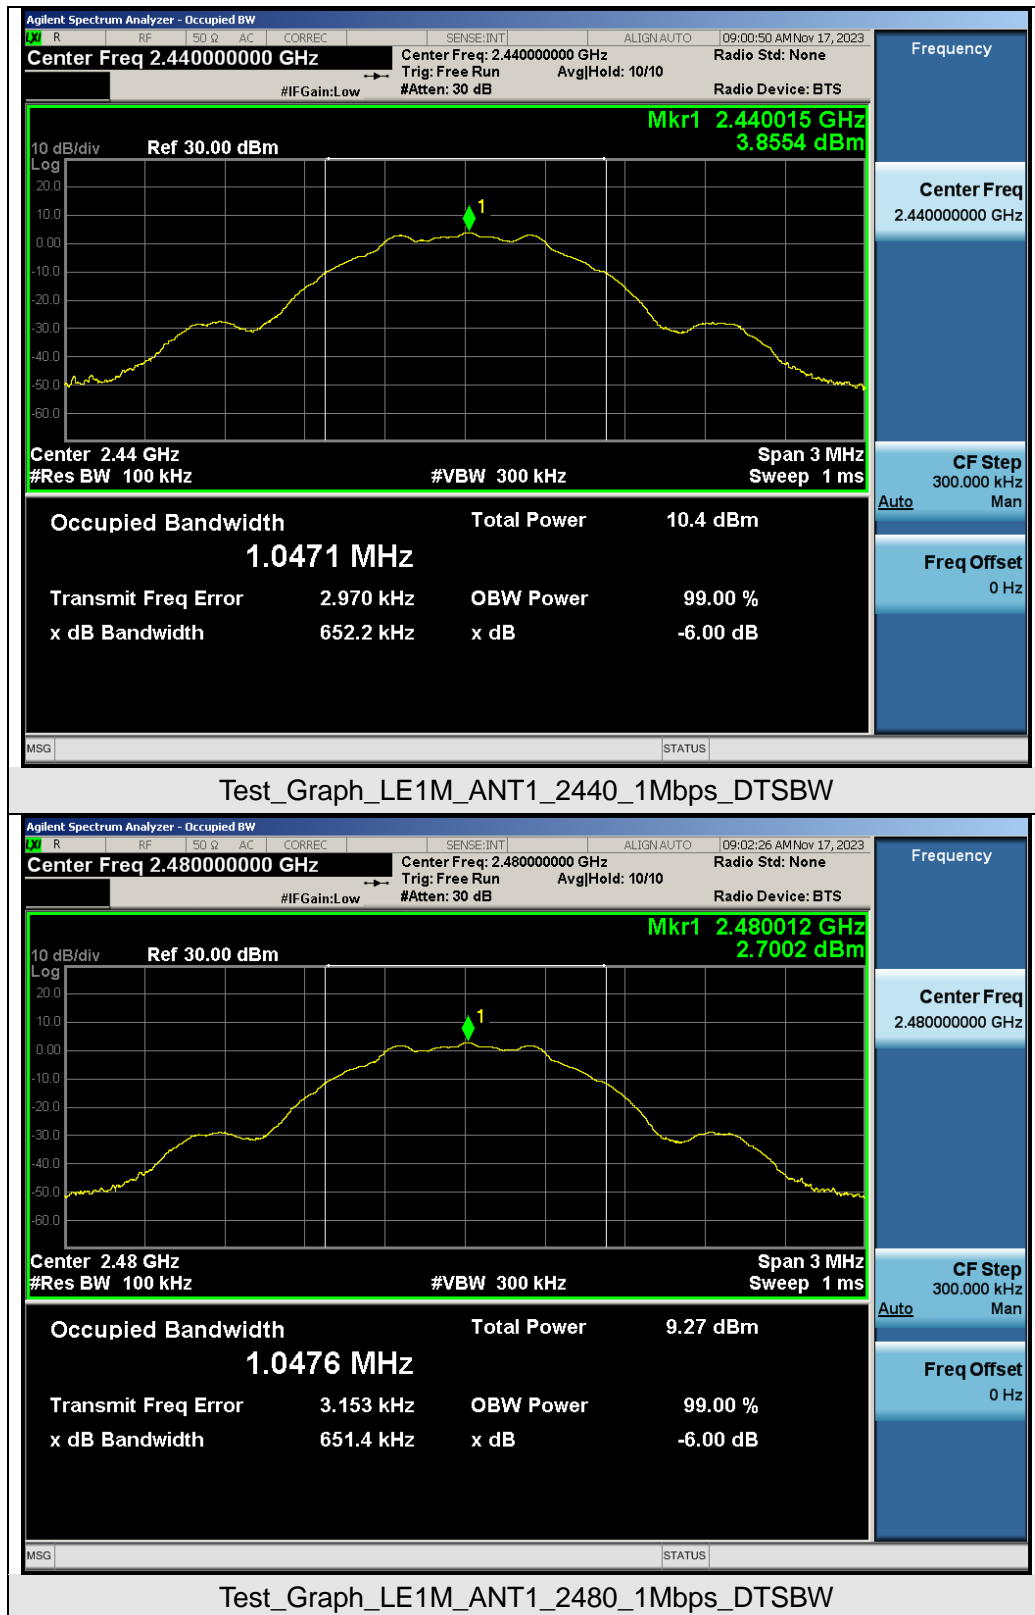 Agilent Spectrum Analyzer - Occupied BW
LXI R RF 50 Ω AC CORREC SENSE:INT ALIGN AUTO 09:00:50 AM Nov 17, 2023
Center Freq 2.440000000 GHz
Center Freq: 2.440000000 GHz
Radio Std: None
Trig: Free Run Avg|Hold: 10/10
#IFGain:Low #Atten: 30 dB Radio Device: BTS
Mkr1 2.440015 GHz
3.8554 dBm
10 dB/div Ref 30.00 dBm
Log
20.0
10.0
1
0.00
-10.0
-20.0
-30.0
-40.0
-50.0
-60.0
Center 2.44 GHz Span 3 MHz
#Res BW 100 kHz #VBW 300 kHz Sweep 1 ms
Occupied Bandwidth Total Power 10.4 dBm
1.0471 MHz
Transmit Freq Error 2.970 kHz OBW Power 99.00 %
x dB Bandwidth 652.2 kHz x dB -6.00 dB
MSG STATUS
Frequency
Center Freq
2.440000000 GHz
CF Step
300.000 kHz
Auto Man
Freq Offset
0 Hz
Test_Graph_LE1M_ANT1_2440_1Mbps_DTSBW
Agilent Spectrum Analyzer - Occupied BW
LXI R RF 50 Ω AC CORREC SENSE:INT ALIGN AUTO 09:02:26 AM Nov 17, 2023
Center Freq 2.480000000 GHz
Center Freq: 2.480000000 GHz
Radio Std: None
Trig: Free Run Avg|Hold: 10/10
#IFGain:Low #Atten: 30 dB Radio Device: BTS
Mkr1 2.480012 GHz
2.7002 dBm
10 dB/div Ref 30.00 dBm
Log
20.0
10.0
1
0.00
-10.0
-20.0
-30.0
-40.0
-50.0
-60.0
Center 2.48 GHz Span 3 MHz
#Res BW 100 kHz #VBW 300 kHz Sweep 1 ms
Occupied Bandwidth Total Power 9.27 dBm
1.0476 MHz
Transmit Freq Error 3.153 kHz OBW Power 99.00 %
x dB Bandwidth 651.4 kHz x dB -6.00 dB
MSG STATUS
Frequency
Center Freq
2.480000000 GHz
CF Step
300.000 kHz
Auto Man
Freq Offset
0 Hz
Test_Graph_LE1M_ANT1_2480_1Mbps_DTSBW